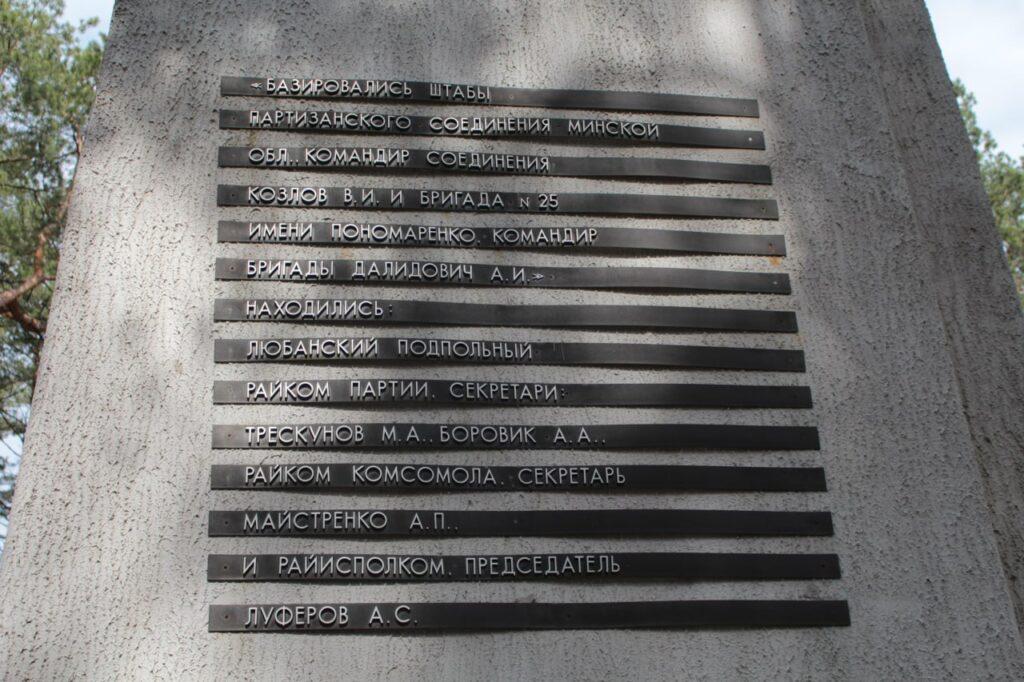 «БАЗИРОВАЛИСЬ ШТАБЫ
ПАРТИЗАНСКОГО СОЕДИНЕНИЯ МИНСКОЙ
ОБЛ., КОМАНДИР СОЕДИНЕНИЯ
КОЗЛОВ В.И. И БРИГАДА N 25
ИМЕНИ ПОНОМАРЕНКО, КОМАНДИР
БРИГАДЫ ДАЛИДОВИЧ А.И.»
НАХОДИЛИСЬ:
ЛЮБАНСКИЙ ПОДПОЛЬНЫЙ
РАЙКОМ ПАРТИИ, СЕКРЕТАРИ:
ТРЕСКУНОВ М.А., БОРОВИК А.А.,
РАЙКОМ КОМСОМОЛА, СЕКРЕТАРЬ
МАЙСТРЕНКО А.П.,
И РАЙИСПОЛКОМ, ПРЕДСЕДАТЕЛЬ
ЛУФЕРОВ А.С.